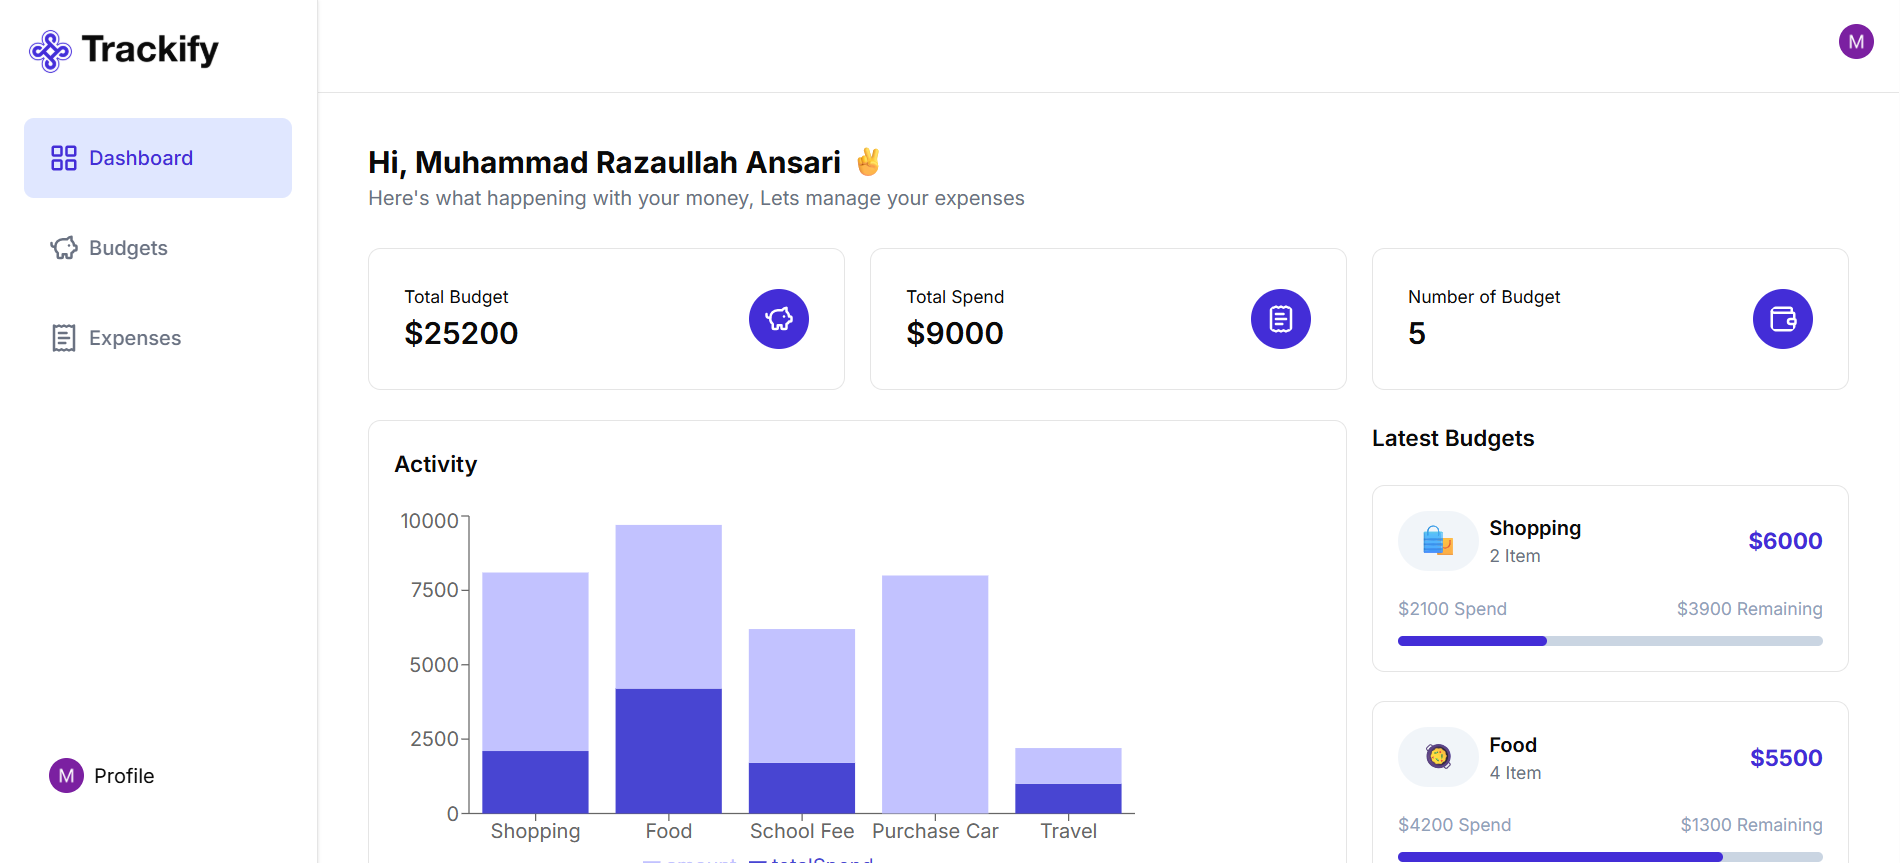 Trackify
M
Dashboard
Budgets
Expenses
M Profile
Hi, Muhammad Razaullah Ansari ✌️
Here's what happening with your money, Lets manage your expenses
Total Budget
$25200
Total Spend
$9000
Number of Budget
5
Activity
10000
7500
5000
2500
0
Shopping Food School Fee Purchase Car Travel
amount totalSpend
Latest Budgets
Shopping
2 Item
$6000
$2100 Spend $3900 Remaining
Food
4 Item
$5500
$4200 Spend $1300 Remaining